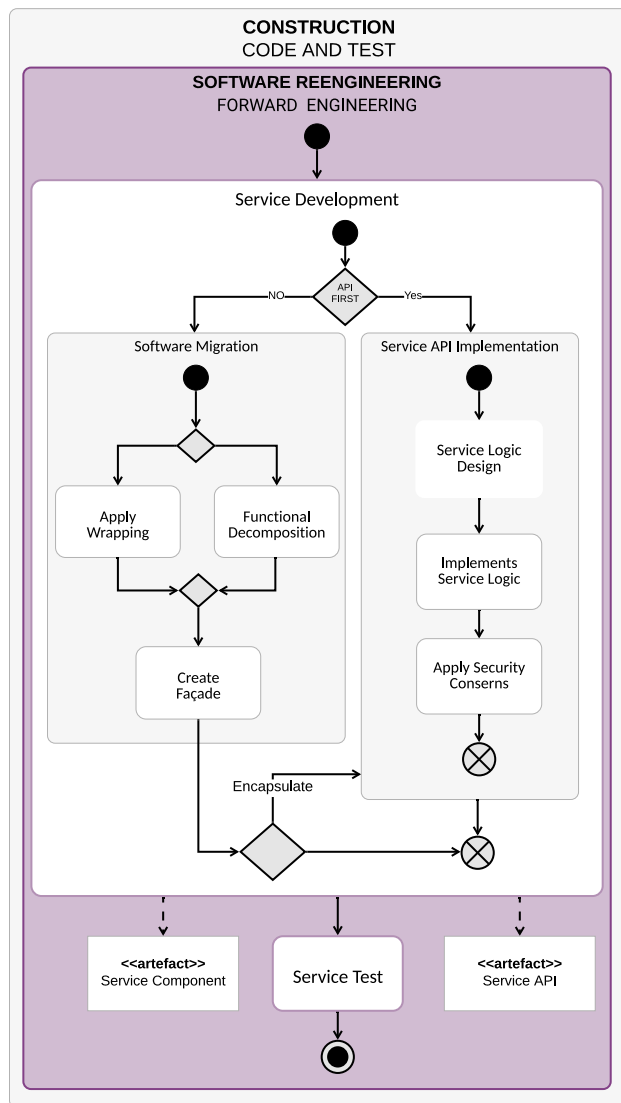 CONSTRUCTION
CODE AND TEST
SOFTWARE REENGINEERING
FORWARD ENGINEERING
Service Development
API
FIRST
NO
Yes
Software Migration
Service API Implementation
Service Logic
Design
Apply
Wrapping
Functional
Decomposition
Implements
Service Logic
Create
Façade
Apply Security
Conserns
Encapsulate
<<artefact>>
Service Component
Service Test
<<artefact>>
Service API